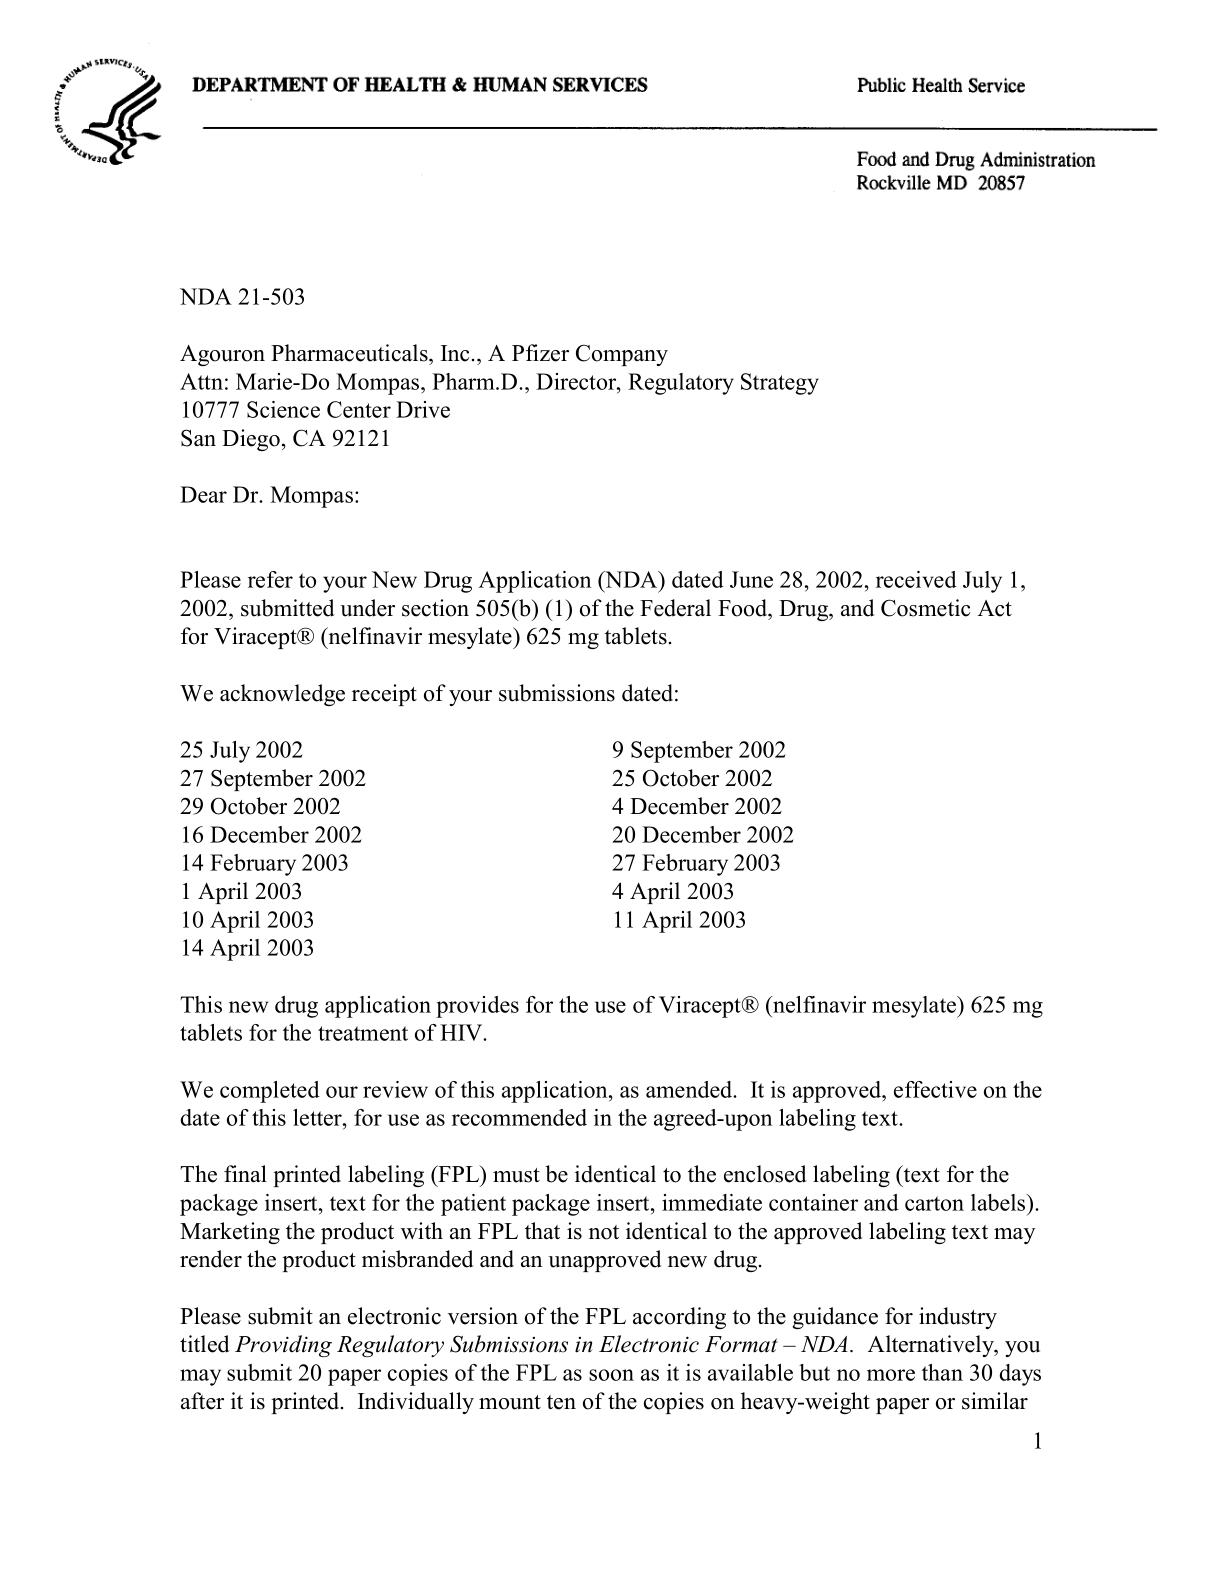 DEPARTMENT OF HEALTH & HUMAN SERVICES
Public Health Service
DEPARTMENT OF HEALTH & HUMAN SERVICES·USA
Food and Drug Administration
Rockville MD 20857
NDA 21-503
Agouron Pharmaceuticals, Inc., A Pfizer Company
Attn: Marie-Do Mompas, Pharm.D., Director, Regulatory Strategy
10777 Science Center Drive
San Diego, CA 92121
Dear Dr. Mompas:
Please refer to your New Drug Application (NDA) dated June 28, 2002, received July 1,
2002, submitted under section 505(b) (1) of the Federal Food, Drug, and Cosmetic Act
for Viracept® (nelfinavir mesylate) 625 mg tablets.
We acknowledge receipt of your submissions dated:
25 July 2002 9 September 2002
27 September 2002 25 October 2002
29 October 2002 4 December 2002
16 December 2002 20 December 2002
14 February 2003 27 February 2003
1 April 2003 4 April 2003
10 April 2003 11 April 2003
14 April 2003
This new drug application provides for the use of Viracept® (nelfinavir mesylate) 625 mg
tablets for the treatment of HIV.
We completed our review of this application, as amended.  It is approved, effective on the
date of this letter, for use as recommended in the agreed-upon labeling text.
The final printed labeling (FPL) must be identical to the enclosed labeling (text for the
package insert, text for the patient package insert, immediate container and carton labels).
Marketing the product with an FPL that is not identical to the approved labeling text may
render the product misbranded and an unapproved new drug.
Please submit an electronic version of the FPL according to the guidance for industry
titled Providing Regulatory Submissions in Electronic Format – NDA.  Alternatively, you
may submit 20 paper copies of the FPL as soon as it is available but no more than 30 days
after it is printed.  Individually mount ten of the copies on heavy-weight paper or similar
1